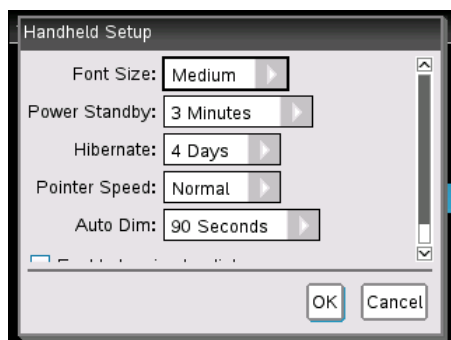 Handheld Setup
Font Size: Medium
Power Standby: 3 Minutes
Hibernate: 4 Days
Pointer Speed: Normal
Auto Dim: 90 Seconds
OK Cancel